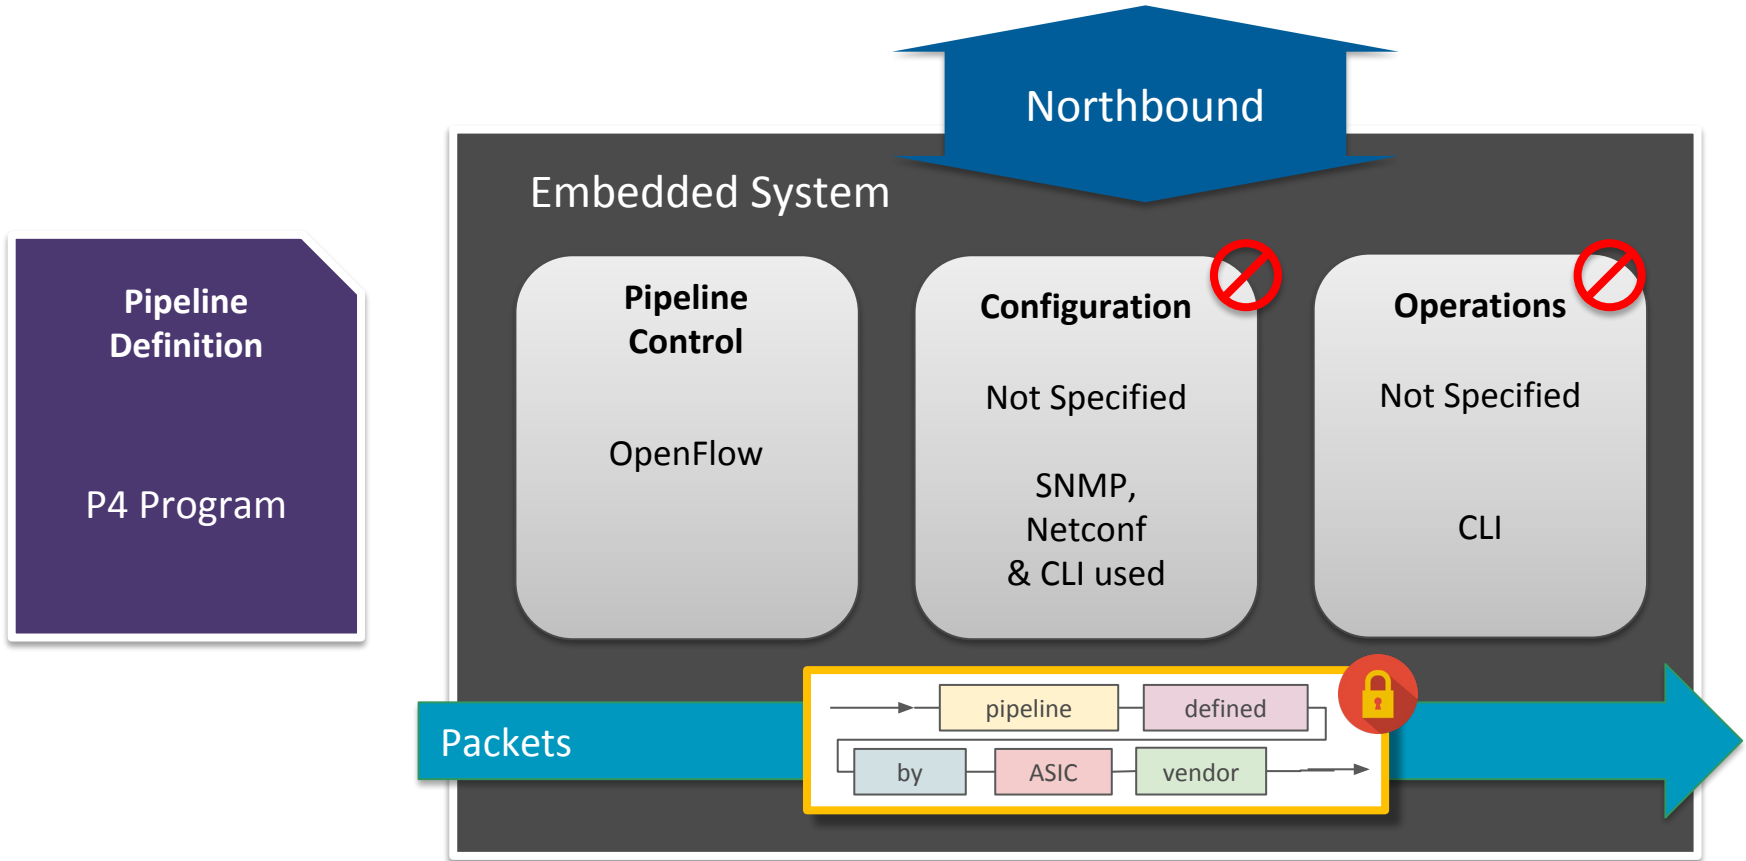 Northbound
Embedded System
Pipeline
Definition
P4 Program
Pipeline
Control
OpenFlow
Configuration
Not Specified
SNMP,
Netconf
& CLI used
Operations
Not Specified
CLI
Packets
pipeline
defined
by
ASIC
vendor